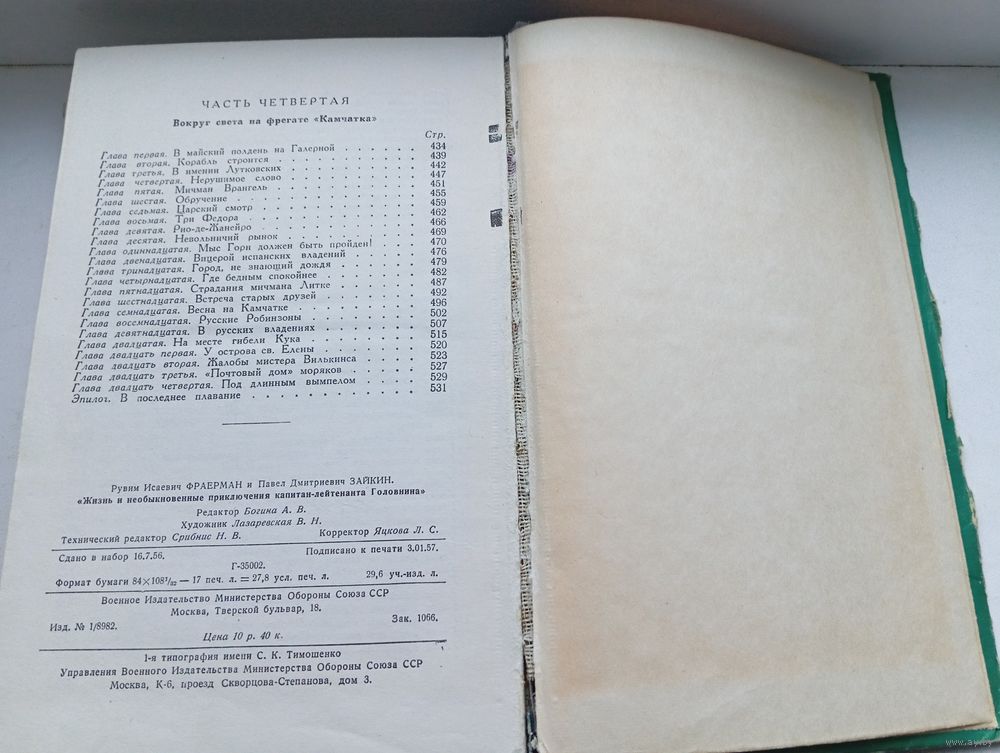 ЧАСТЬ ЧЕТВЕРТАЯ
Вокруг света на фрегате «Камчатка»
Стр.
Глава первая. В майский полдень на Галерной . . . . . . 434
Глава вторая. Корабль строится . . . . . . 439
Глава третья. В имении Лутковских . . . . . . 442
Глава четвертая. Нерушимое слово . . . . . . 447
Глава пятая. Мичман Врангель . . . . . . 451
Глава шестая. Обручение . . . . . . 455
Глава седьмая. Царский смотр . . . . . . 459
Глава восьмая. Три Федора . . . . . . 462
Глава девятая. Рио-де-Жанейро . . . . . . 466
Глава десятая. Невольничий рынок . . . . . . 469
Глава одиннадцатая. Мыс Горн должен быть пройден! . . . . 470
Глава двенадцатая. Вицерой испанских владений . . . . . 476
Глава тринадцатая. Город, не знающий дождя . . . . . 479
Глава четырнадцатая. Где бедным спокойнее . . . . . . 482
Глава пятнадцатая. Страдания мичмана Литке . . . . . 487
Глава шестнадцатая. Встреча старых друзей . . . . . . 492
Глава семнадцатая. Весна на Камчатке . . . . . . 496
Глава восемнадцатая. Русские Робинзоны . . . . . . 502
Глава девятнадцатая. В русских владениях . . . . . . 507
Глава двадцатая. На месте гибели Кука . . . . . . 515
Глава двадцать первая. У острова св. Елены . . . . . . 520
Глава двадцать вторая. Жалобы мистера Вилькинса . . . . 523
Глава двадцать третья. «Почтовый дом» моряков . . . . . 527
Глава двадцать четвертая. Под длинным вымпелом . . . . 529
Эпилог. В последнее плавание . . . . . . . . . . 531
Рувим Исаевич ФРАЕРМАН и Павел Дмитриевич ЗАЙКИН.
«Жизнь и необыкновенные приключения капитан-лейтенанта Головнина»
Редактор Богина А. В.
Художник Лазаревская В. Н.
Технический редактор Срибнис Н. В. Корректор Яцкова Л. С.
Сдано в набор 16.7.56. Подписано к печати 3.01.57.
Г-35002.
Формат бумаги 84×108¹/₃₂ — 17 печ. л. = 27,8 усл. печ. л. 29,6 уч.-изд. л.
Военное Издательство Министерства Обороны Союза ССР
Москва, Тверской бульвар, 18.
Изд. № 1/8982. Зак. 1066.
Цена 10 р. 40 к.
1-я типография имени С. К. Тимошенко
Управления Военного Издательства Министерства Обороны Союза ССР
Москва, К-6, проезд Скворцова-Степанова, дом 3.